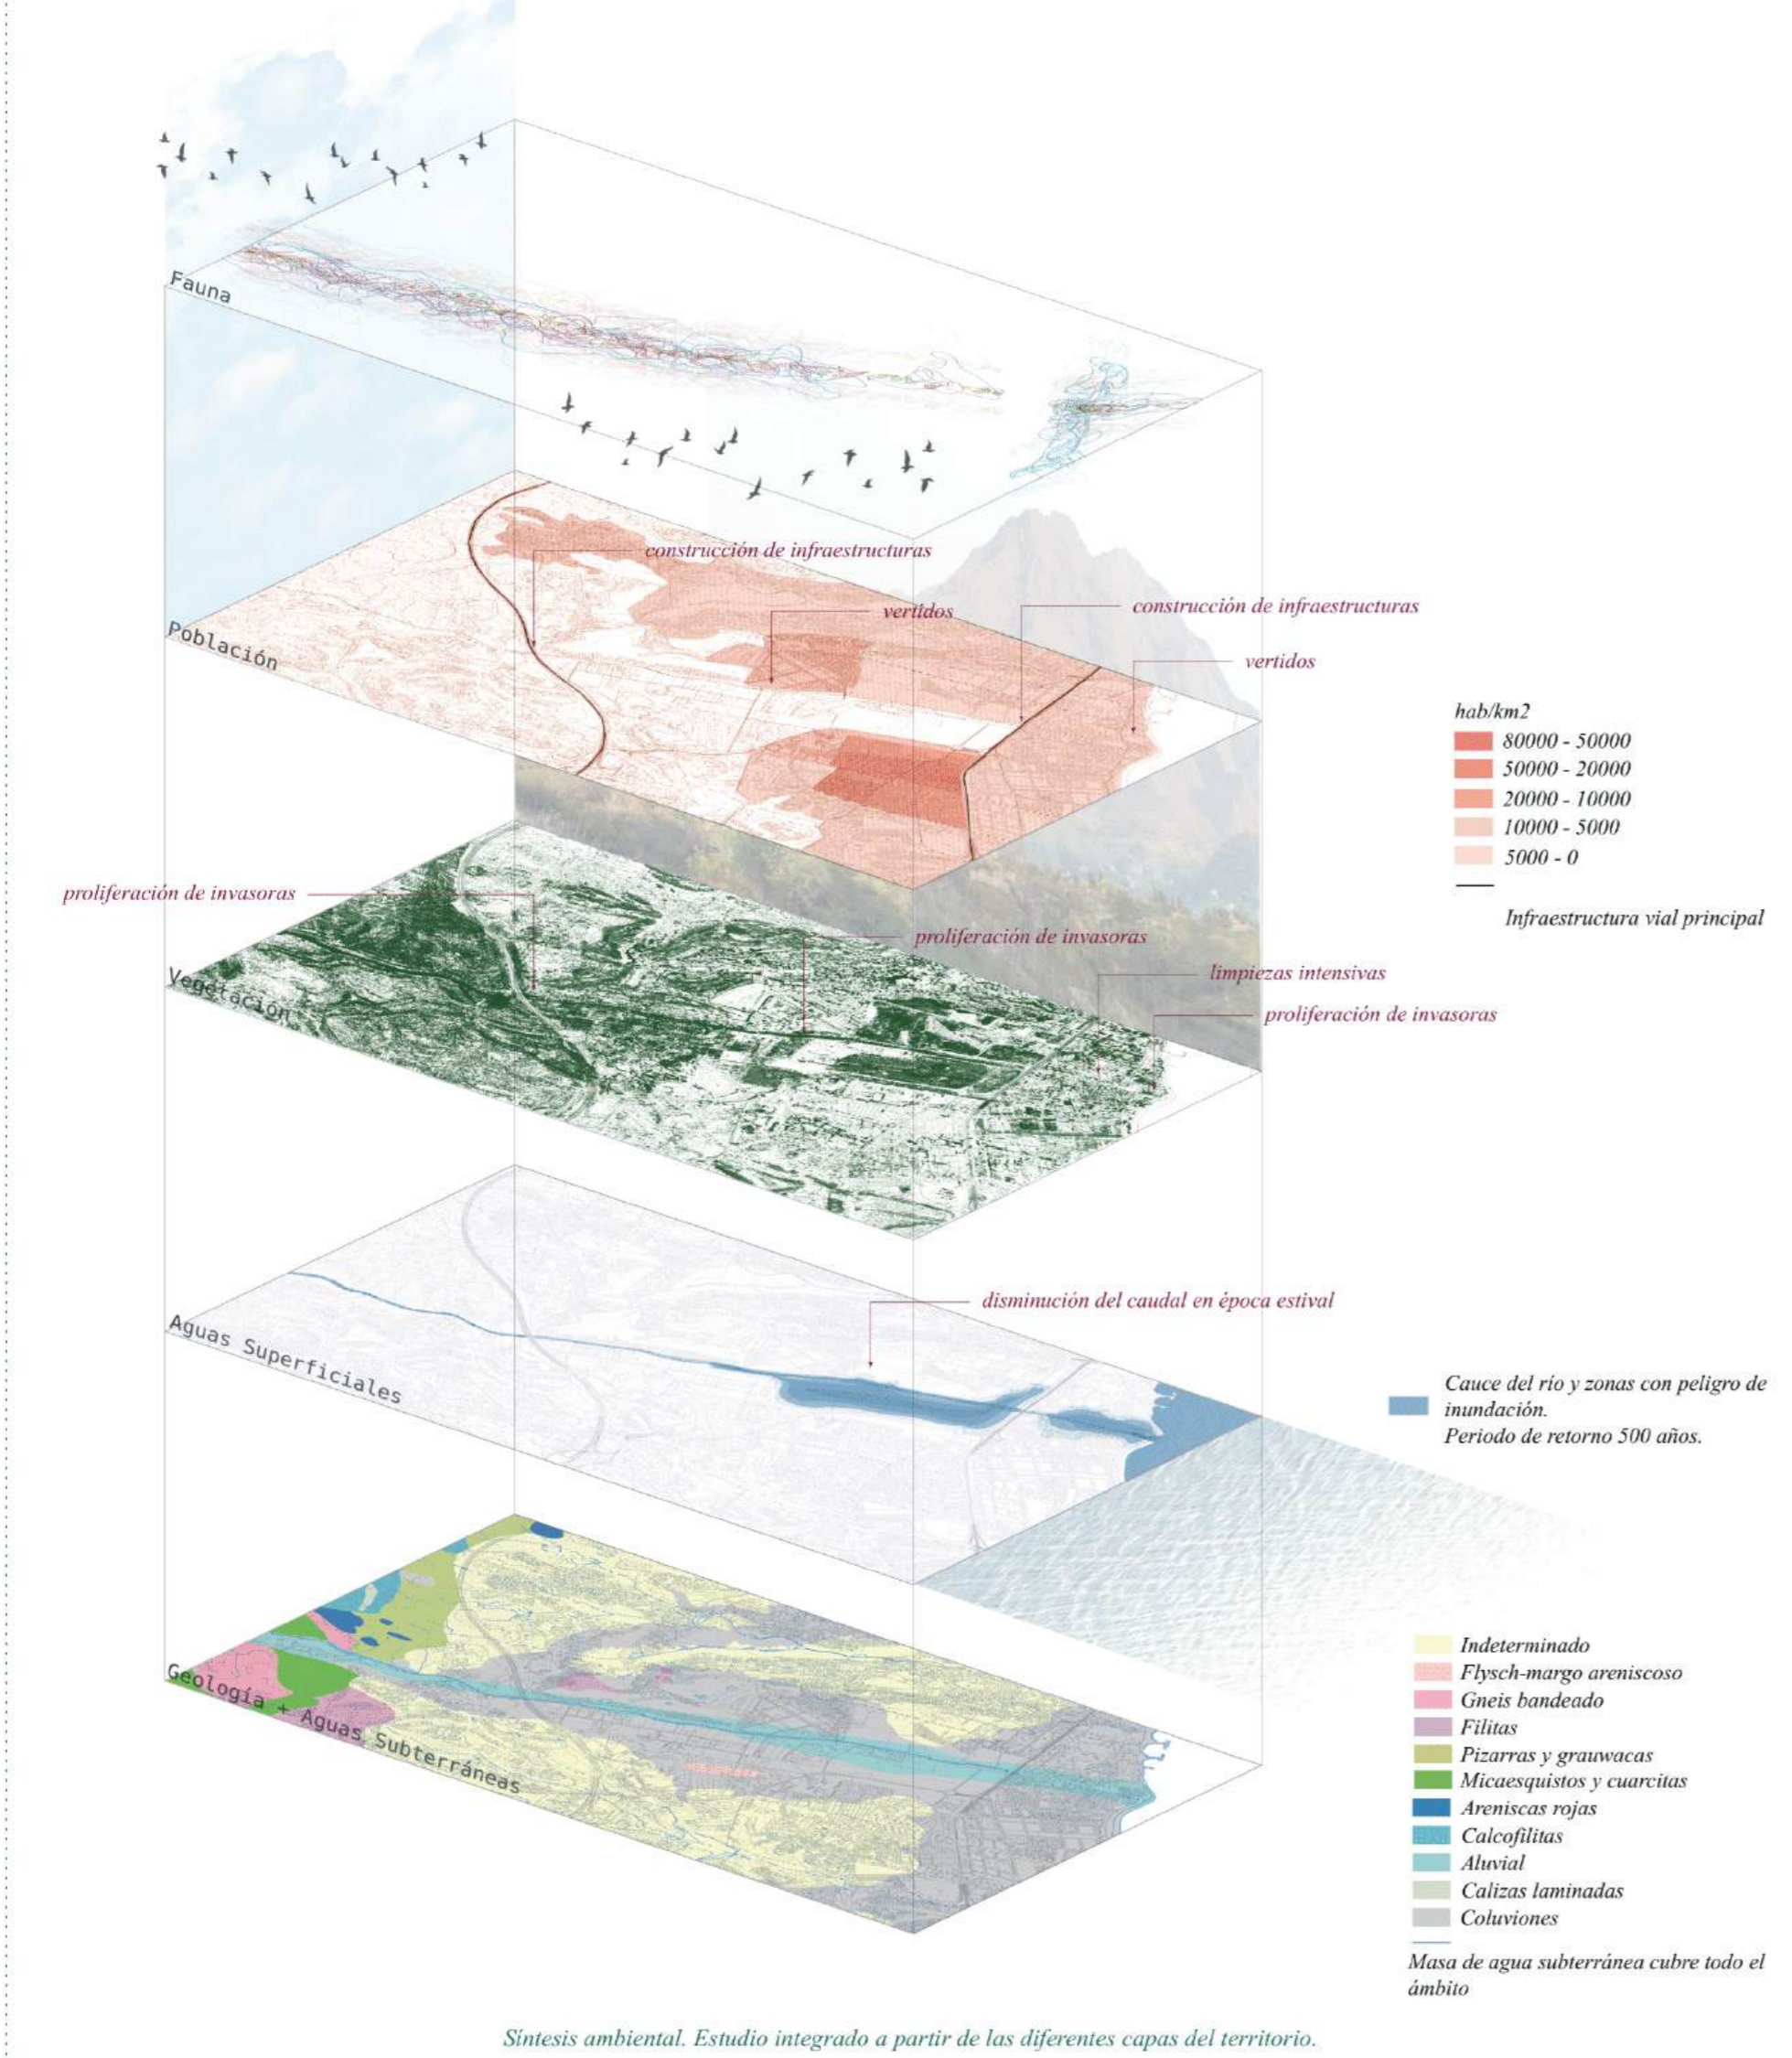 Fauna
construcción de infraestructuras
vertidos
construcción de infraestructuras
vertidos
Población
hab/km2
80000 - 50000
50000 - 20000
20000 - 10000
10000 - 5000
5000 - 0
Infraestructura vial principal
proliferación de invasoras
proliferación de invasoras
limpiezas intensivas
proliferación de invasoras
Vegetación
disminución del caudal en época estival
Aguas Superficiales
Cauce del río y zonas con peligro de
inundación.
Periodo de retorno 500 años.
Geología + Aguas Subterráneas
Indeterminado
Flysch-margo areniscoso
Gneis bandeado
Filitas
Pizarras y grauwacas
Micaesquistos y cuarcitas
Areniscas rojas
Calcofilitas
Aluvial
Calizas laminadas
Coluviones
Masa de agua subterránea cubre todo el
ámbito
Síntesis ambiental. Estudio integrado a partir de las diferentes capas del territorio.